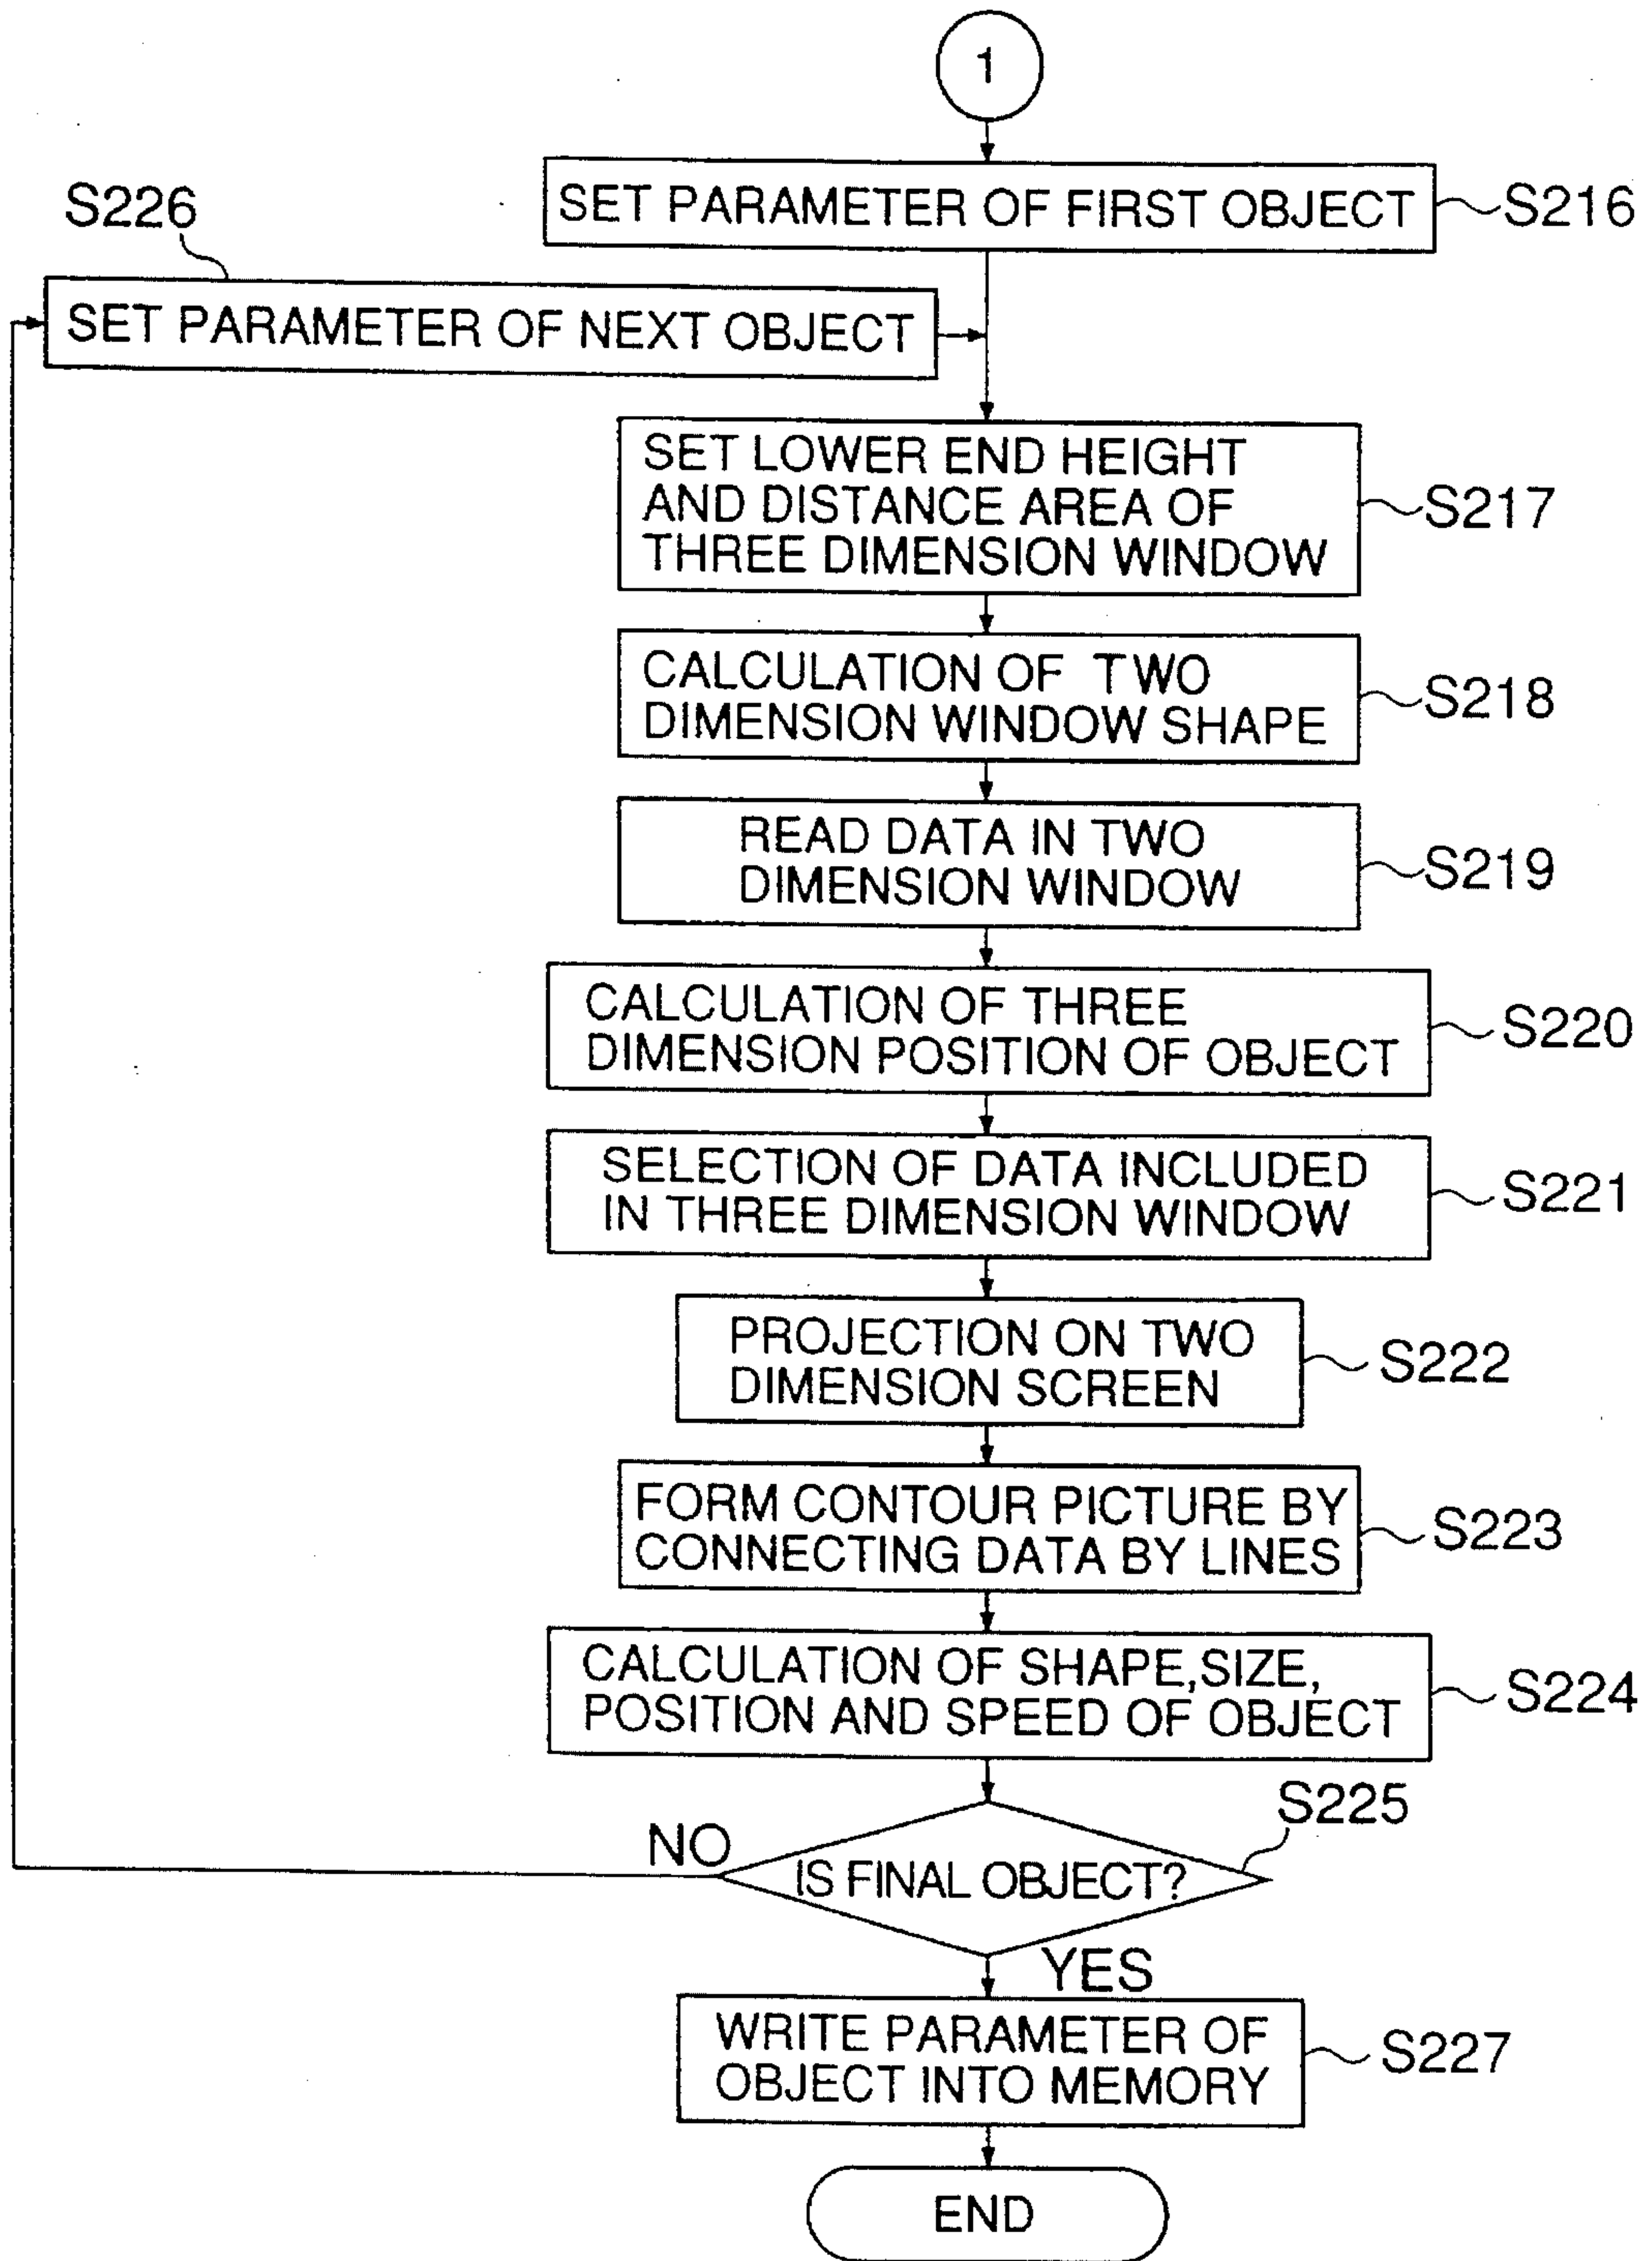 1
SET PARAMETER OF FIRST OBJECT
S216
S226
SET PARAMETER OF NEXT OBJECT
SET LOWER END HEIGHT
AND DISTANCE AREA OF
THREE DIMENSION WINDOW
S217
CALCULATION OF TWO
DIMENSION WINDOW SHAPE
S218
READ DATA IN TWO
DIMENSION WINDOW
S219
CALCULATION OF THREE
DIMENSION POSITION OF OBJECT
S220
SELECTION OF DATA INCLUDED
IN THREE DIMENSION WINDOW
S221
PROJECTION ON TWO
DIMENSION SCREEN
S222
FORM CONTOUR PICTURE BY
CONNECTING DATA BY LINES
S223
CALCULATION OF SHAPE,SIZE,
POSITION AND SPEED OF OBJECT
S224
S225
NO
IS FINAL OBJECT?
YES
WRITE PARAMETER OF
OBJECT INTO MEMORY
S227
END